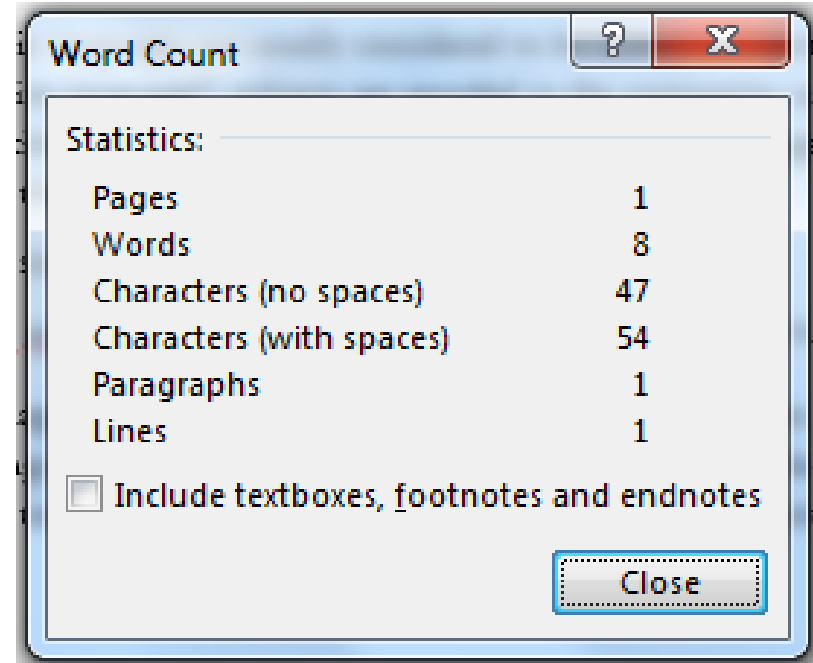 Word Count
Statistics:
Pages 1
Words 8
Characters (no spaces) 47
Characters (with spaces) 54
Paragraphs 1
Lines 1
Include textboxes, footnotes and endnotes
Close